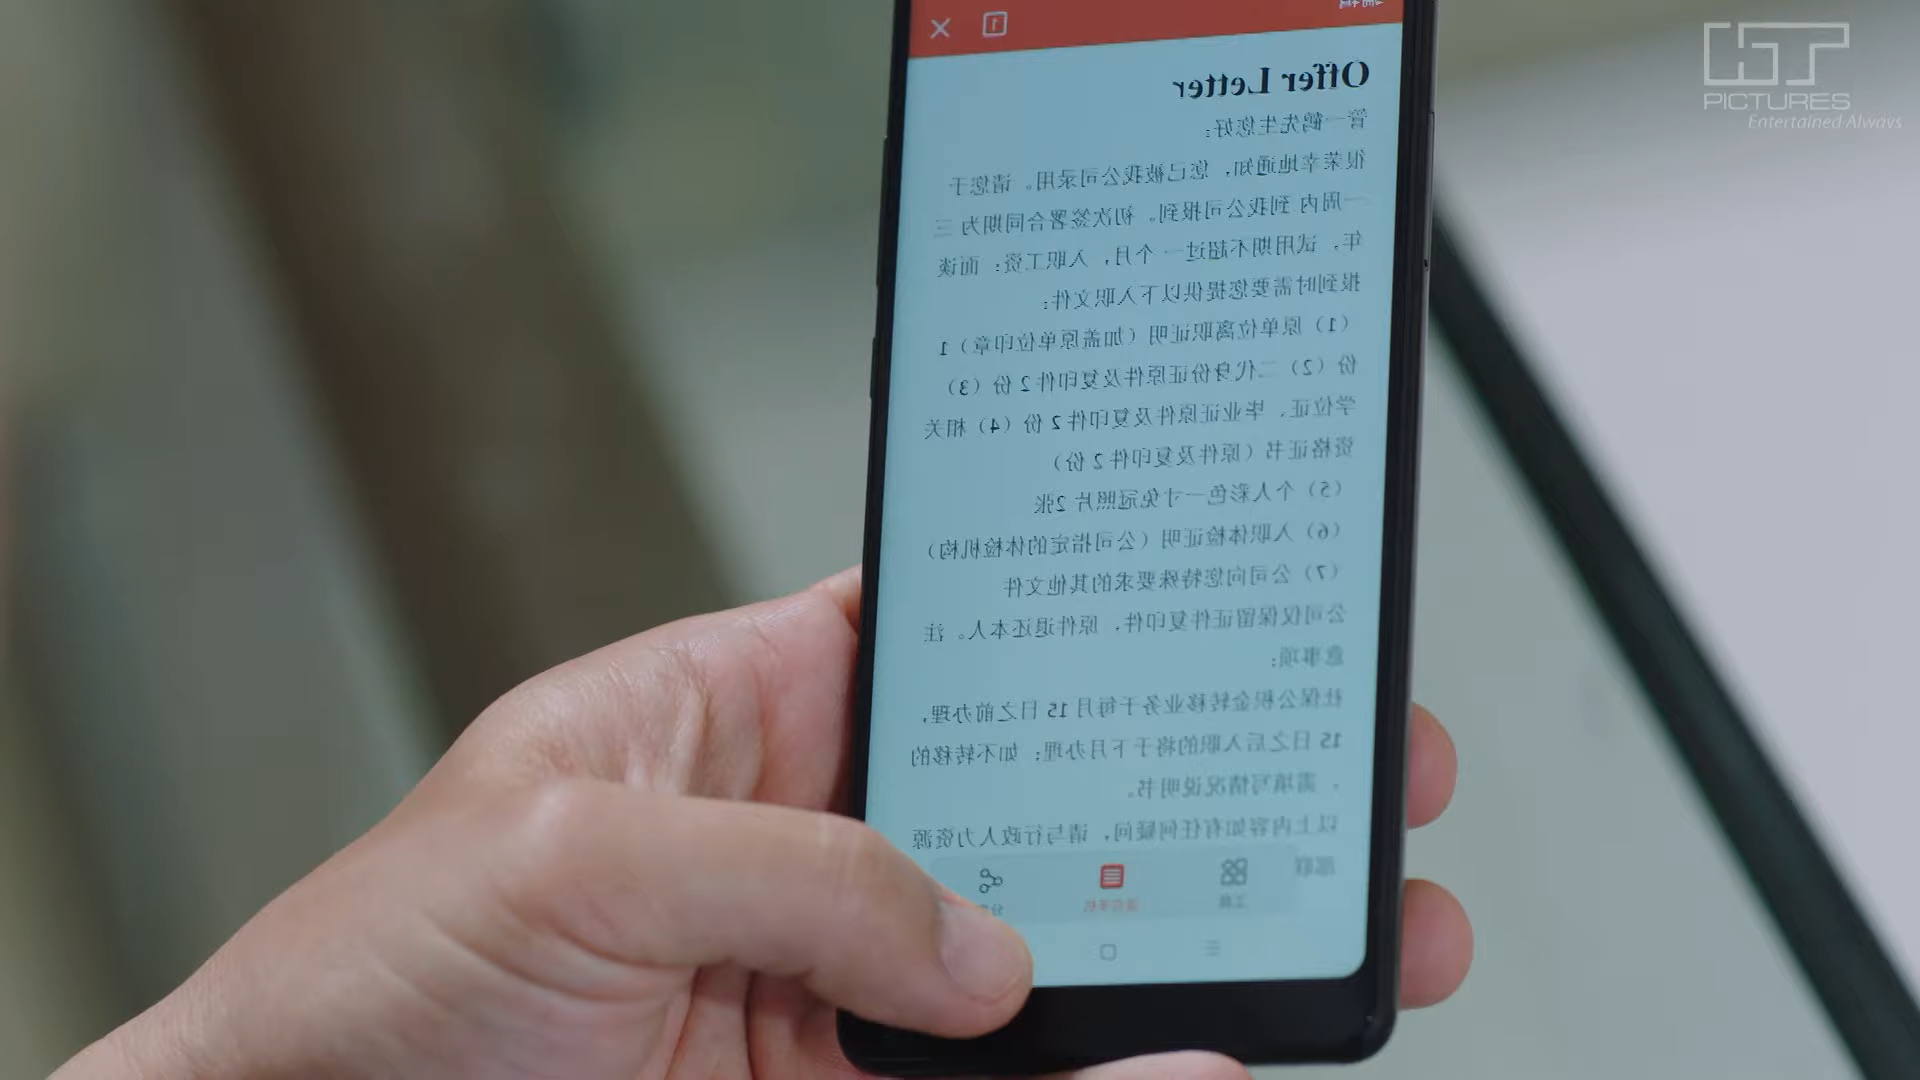 Offer Letter
管一鹤先生您好:
很荣幸地通知, 您已被我公司录用。请您于
一周内 到我公司报到。初次签署合同期为 三
年, 试用期不超过一 个月, 入职工资: 面谈
报到时需要您提供以下入职文件:
(1) 原单位离职证明 (加盖原单位印章) 1
份 (2) 二代身份证原件及复印件 2 份 (3)
学位证、毕业证原件及复印件 2 份 (4) 相关
资格证书 (原件及复印件 2 份)
(5) 个人彩色一寸免冠照片 2张
(6) 入职体检证明 (公司指定的体检机构)
(7) 公司向您特殊要求的其他文件
公司仅保留证件复印件, 原件退还本人。注
意事项:
社保公积金转移业务于每月 15 日之前办理,
15 日之后入职的将于下月办理; 如不转移的
, 需填写情况说明书。
以上内容如有任何疑问, 请与行政人力资源
部联
工具
分享
HT
PICTURES
Entertained Always